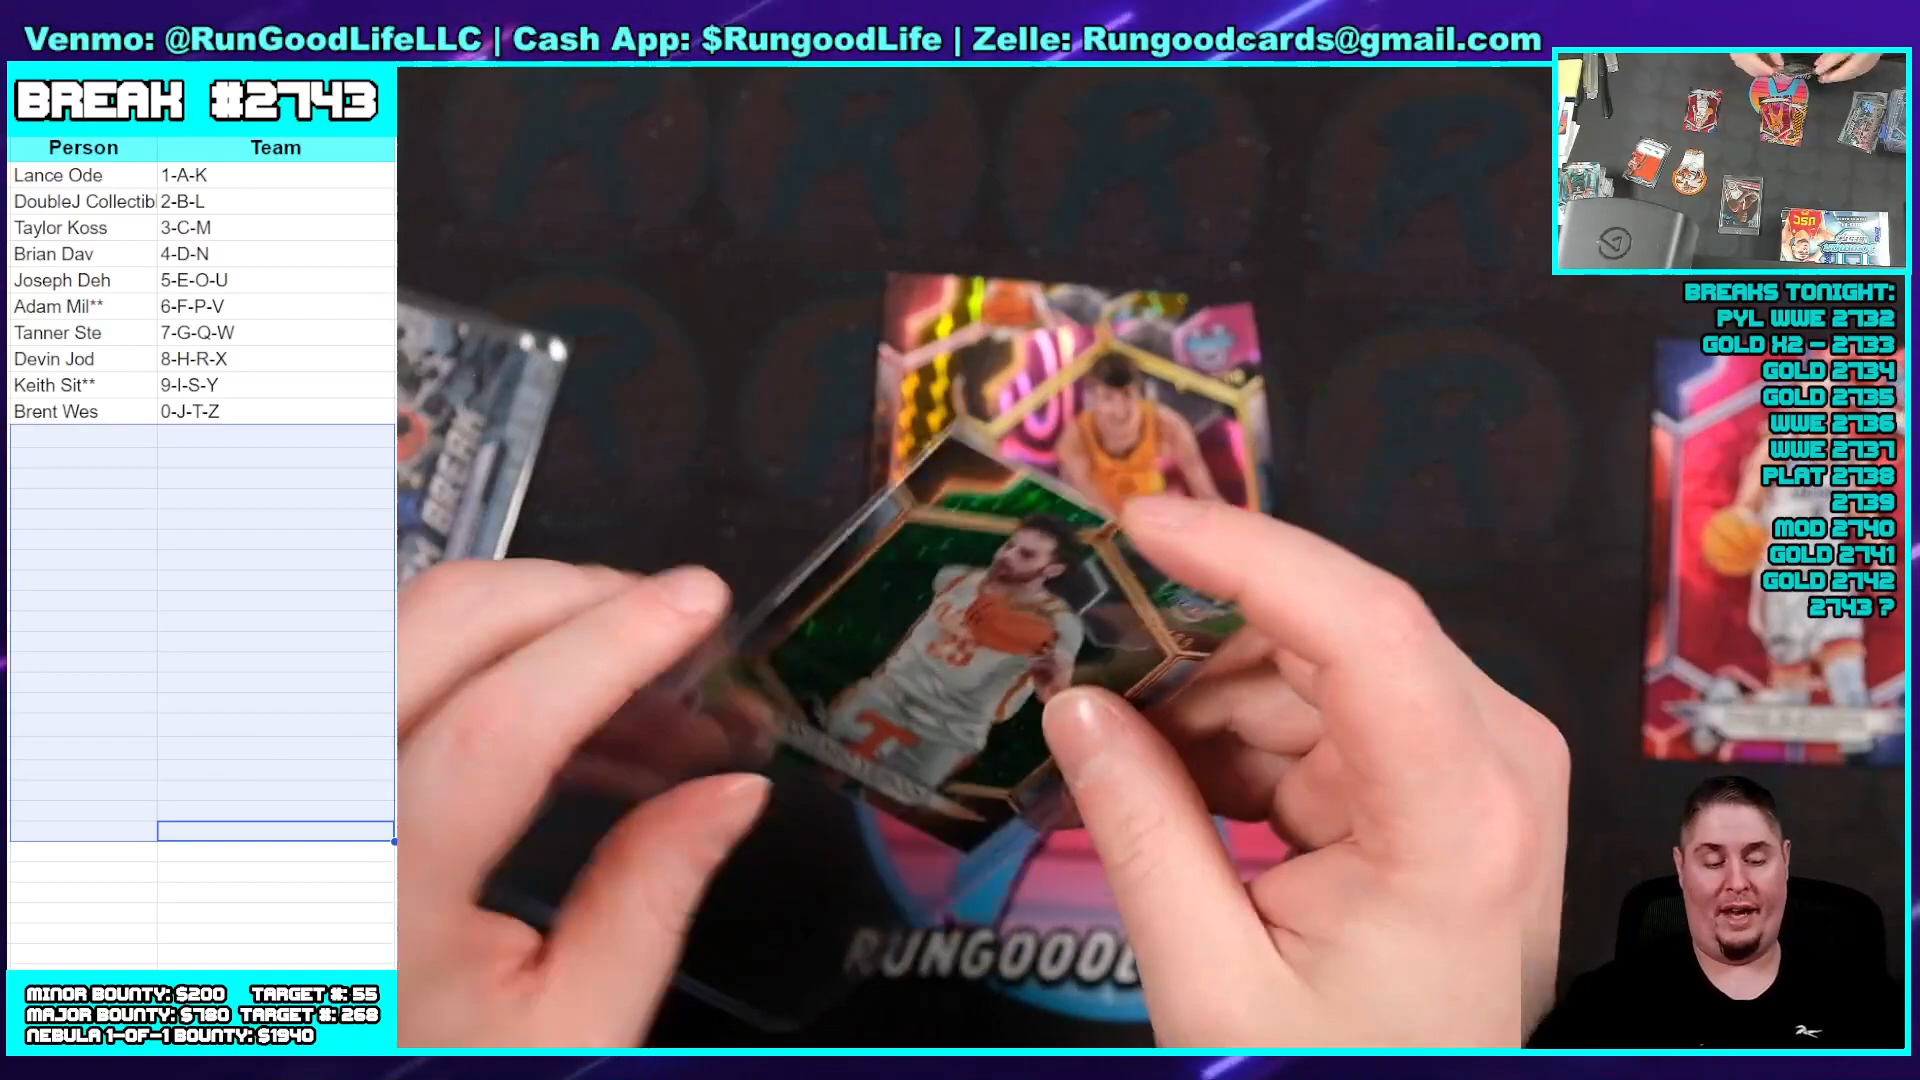 Venmo: @RunGoodLifeLLC | Cash App: $RungoodLife | Zelle: Rungoodcards@gmail.com
BREAK #2743
Person Team
Lance Ode 1-A-K
DoubleJ Collectib 2-B-L
Taylor Koss 3-C-M
Brian Dav 4-D-N
Joseph Deh 5-E-O-U
Adam Mil** 6-F-P-V
Tanner Ste 7-G-Q-W
Devin Jod 8-H-R-X
Keith Sit** 9-I-S-Y
Brent Wes 0-J-T-Z
MINOR BOUNTY: $200 TARGET #: 55
MAJOR BOUNTY: $780 TARGET #: 268
NEBULA 1-OF-1 BOUNTY: $1940
BREAKS TONIGHT:
PYL WWE 2732
GOLD X2 - 2733
GOLD 2734
GOLD 2735
WWE 2736
WWE 2737
PLAT 2738
2739
MOD 2740
GOLD 2741
GOLD 2742
2743 ?
BREAK
25
T
RUNGOODL